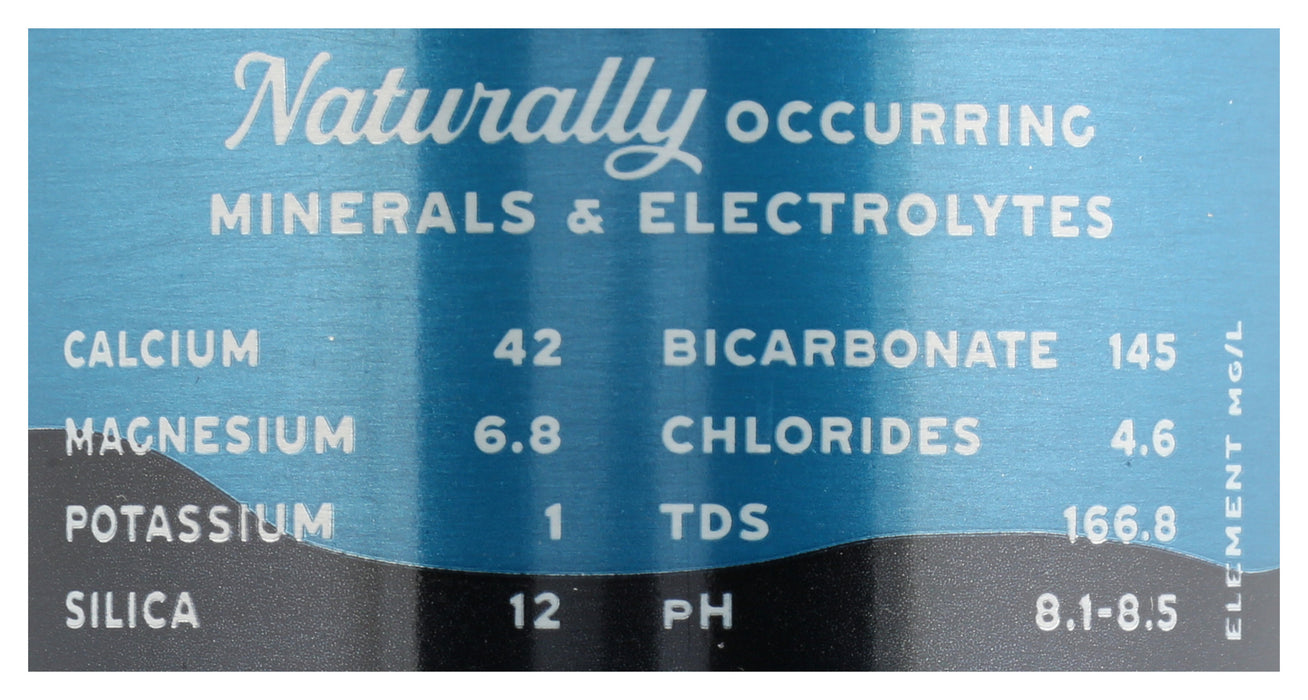 Naturally OCCURRING
MINERALS & ELECTROLYTES
CALCIUM 42 BICARBONATE 145
MAGNESIUM 6.8 CHLORIDES 4.6
POTASSIUM 1 TDS 166.8
SILICA 12 pH 8.1-8.5
ELEMENT MG/L